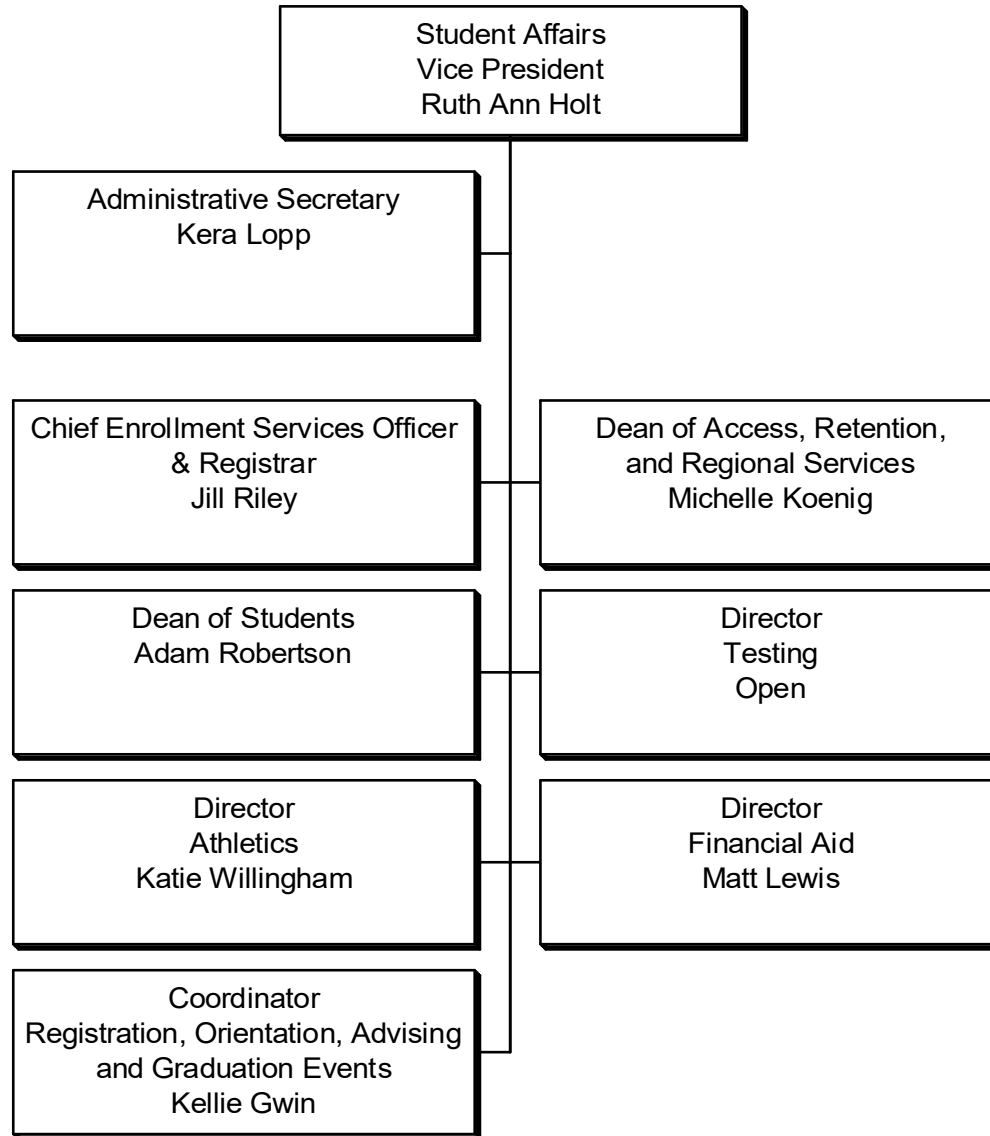 Student Affairs
Vice President
Ruth Ann Holt
Administrative Secretary
Kera Lopp
Chief Enrollment Services Officer
& Registrar
Jill Riley
Dean of Access, Retention,
and Regional Services
Michelle Koenig
Dean of Students
Adam Robertson
Director
Testing
Open
Director
Athletics
Katie Willingham
Director
Financial Aid
Matt Lewis
Coordinator
Registration, Orientation, Advising
and Graduation Events
Kellie Gwin